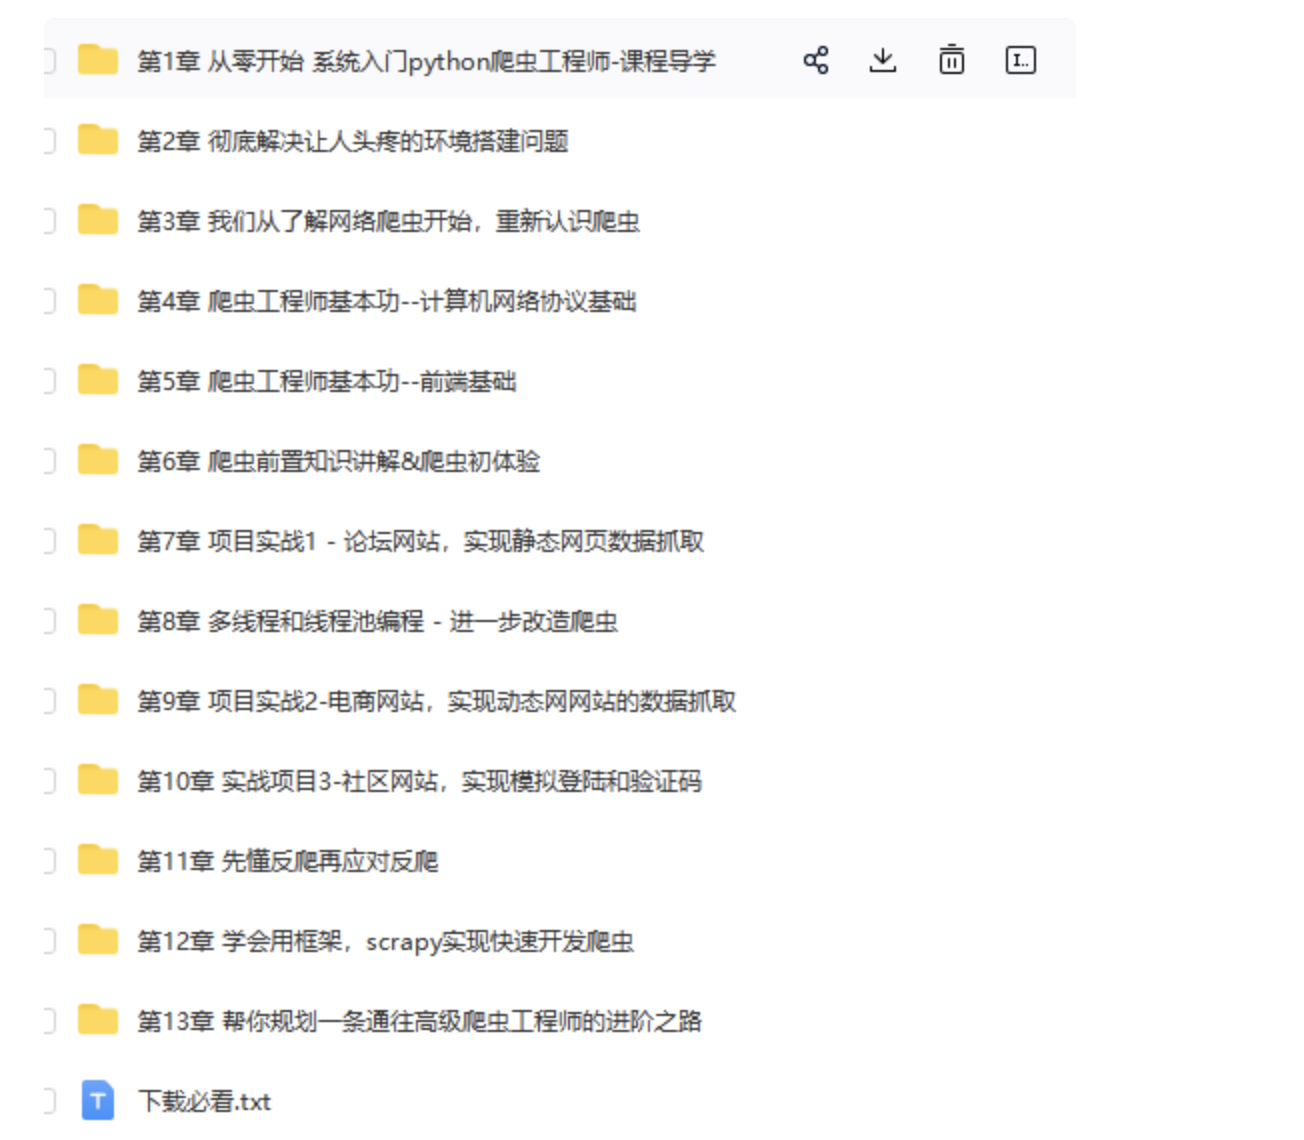 第1章 从零开始 系统入门python爬虫工程师-课程导学
第2章 彻底解决让人头疼的环境搭建问题
第3章 我们从了解网络爬虫开始，重新认识爬虫
第4章 爬虫工程师基本功--计算机网络协议基础
第5章 爬虫工程师基本功--前端基础
第6章 爬虫前置知识讲解&爬虫初体验
第7章 项目实战1 - 论坛网站，实现静态网页数据抓取
第8章 多线程和线程池编程 - 进一步改造爬虫
第9章 项目实战2-电商网站，实现动态网网站的数据抓取
第10章 实战项目3-社区网站，实现模拟登陆和验证码
第11章 先懂反爬再应对反爬
第12章 学会用框架，scrapy实现快速开发爬虫
第13章 帮你规划一条通往高级爬虫工程师的进阶之路
下载必看.txt